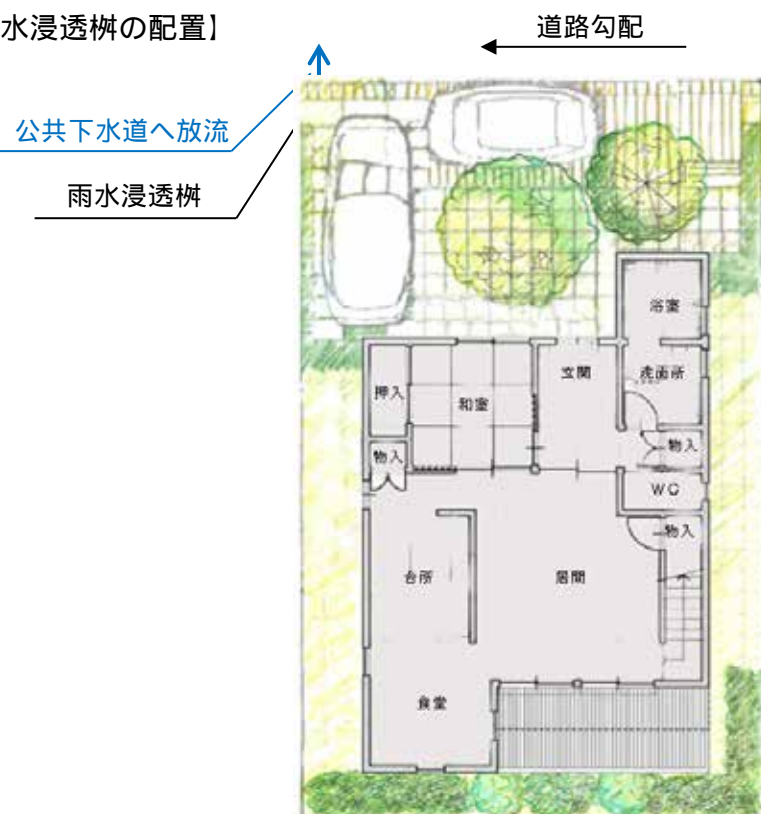 水浸透桝の配置】
道路勾配
公共下水道へ放流
雨水浸透桝
浴室
玄関
洗面所
押入
和室
物入
物入
WC
物入
台所
居間
食堂